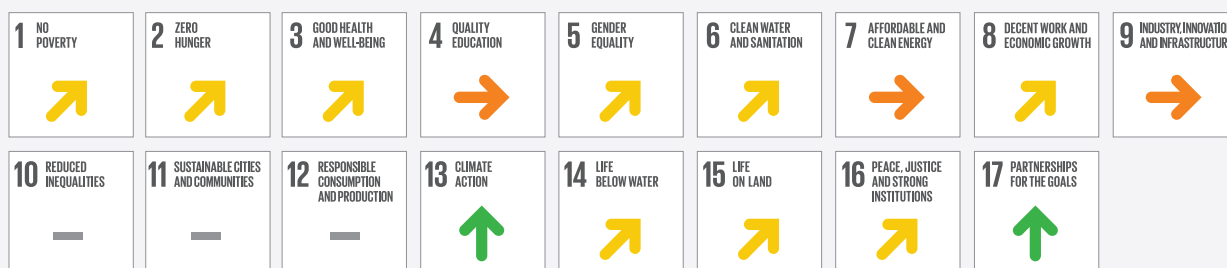 1 NO
POVERTY
2 ZERO
HUNGER
3 GOOD HEALTH
AND WELL-BEING
4 QUALITY
EDUCATION
5 GENDER
EQUALITY
6 CLEAN WATER
AND SANITATION
7 AFFORDABLE AND
CLEAN ENERGY
8 DECENT WORK AND
ECONOMIC GROWTH
9 INDUSTRY, INNOVATIO
AND INFRASTRUCTUR
10 REDUCED
INEQUALITIES
11 SUSTAINABLE CITIES
AND COMMUNITIES
12 RESPONSIBLE
CONSUMPTION
AND PRODUCTION
13 CLIMATE
ACTION
14 LIFE
BELOW WATER
15 LIFE
ON LAND
16 PEACE, JUSTICE
AND STRONG
INSTITUTIONS
17 PARTNERSHIPS
FOR THE GOALS